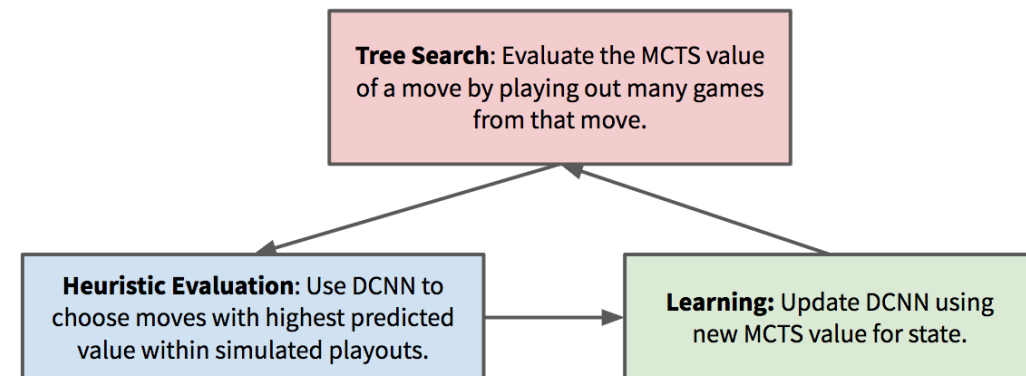 Tree Search: Evaluate the MCTS value
of a move by playing out many games
from that move.
Heuristic Evaluation: Use DCNN to
choose moves with highest predicted
value within simulated playouts.
Learning: Update DCNN using
new MCTS value for state.